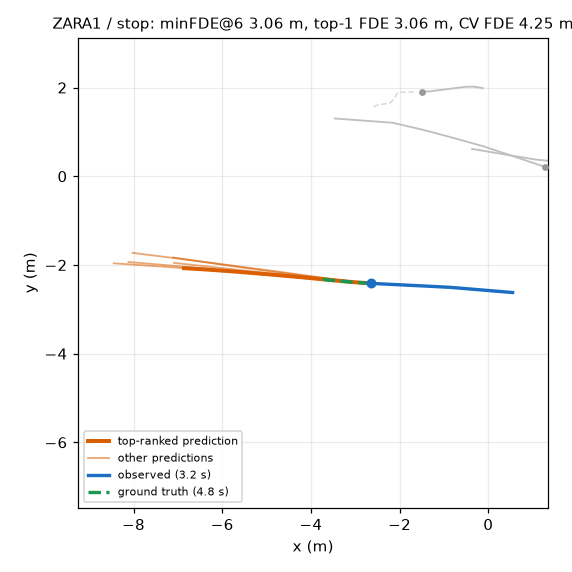 ZARA1 / stop: minFDE@6 3.06 m, top-1 FDE 3.06 m, CV FDE 4.25 m
2
0
−2
−4
−6
y (m)
top-ranked prediction
other predictions
observed (3.2 s)
ground truth (4.8 s)
−8 −6 −4 −2 0
x (m)